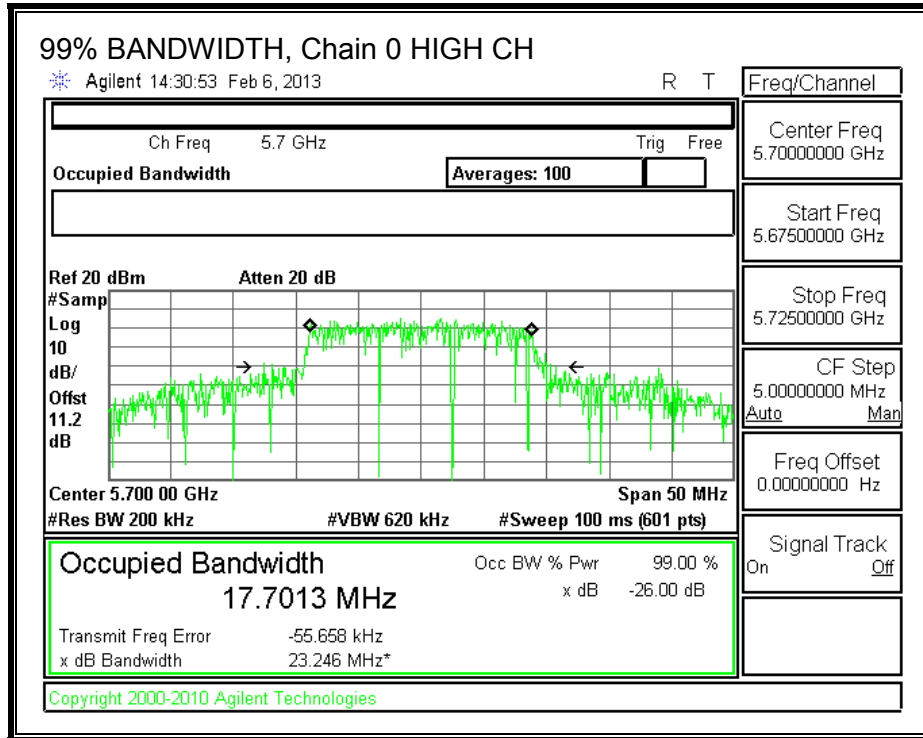 99% BANDWIDTH, Chain 0 HIGH CH
Agilent 14:30:53 Feb 6, 2013 R T
Freq/Channel
Ch Freq 5.7 GHz Trig Free
Occupied Bandwidth Averages: 100
Center Freq
5.70000000 GHz
Start Freq
5.67500000 GHz
Stop Freq
5.72500000 GHz
CF Step
5.00000000 MHz
Auto Man
Freq Offset
0.00000000 Hz
Signal Track
On Off
Ref 20 dBm Atten 20 dB
#Samp
Log
10
dB/
Offst
11.2
dB
Center 5.700 00 GHz Span 50 MHz
#Res BW 200 kHz #VBW 620 kHz #Sweep 100 ms (601 pts)
Occupied Bandwidth Occ BW % Pwr 99.00 %
17.7013 MHz x dB -26.00 dB
Transmit Freq Error -55.658 kHz
x dB Bandwidth 23.246 MHz*
Copyright 2000-2010 Agilent Technologies